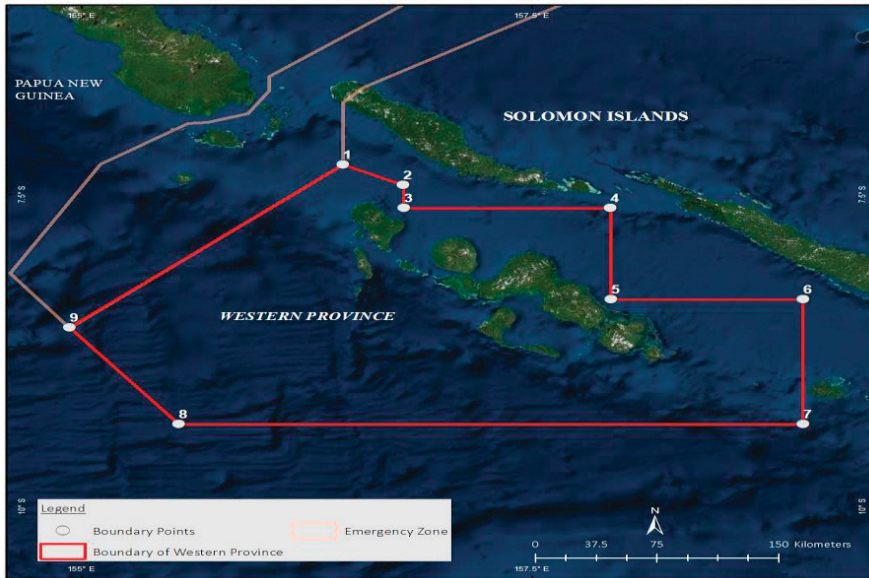 155° E
157.5° E
PAPUA NEW
GUINEA
SOLOMON ISLANDS
1
2
7.5° S
7.5° S
3
4
5
6
WESTERN PROVINCE
9
8
7
10° S
10° S
Legend
Boundary Points
Emergency Zone
Boundary of Western Province
N
0
37.5
75
150 Kilometers
155° E
157.5° E